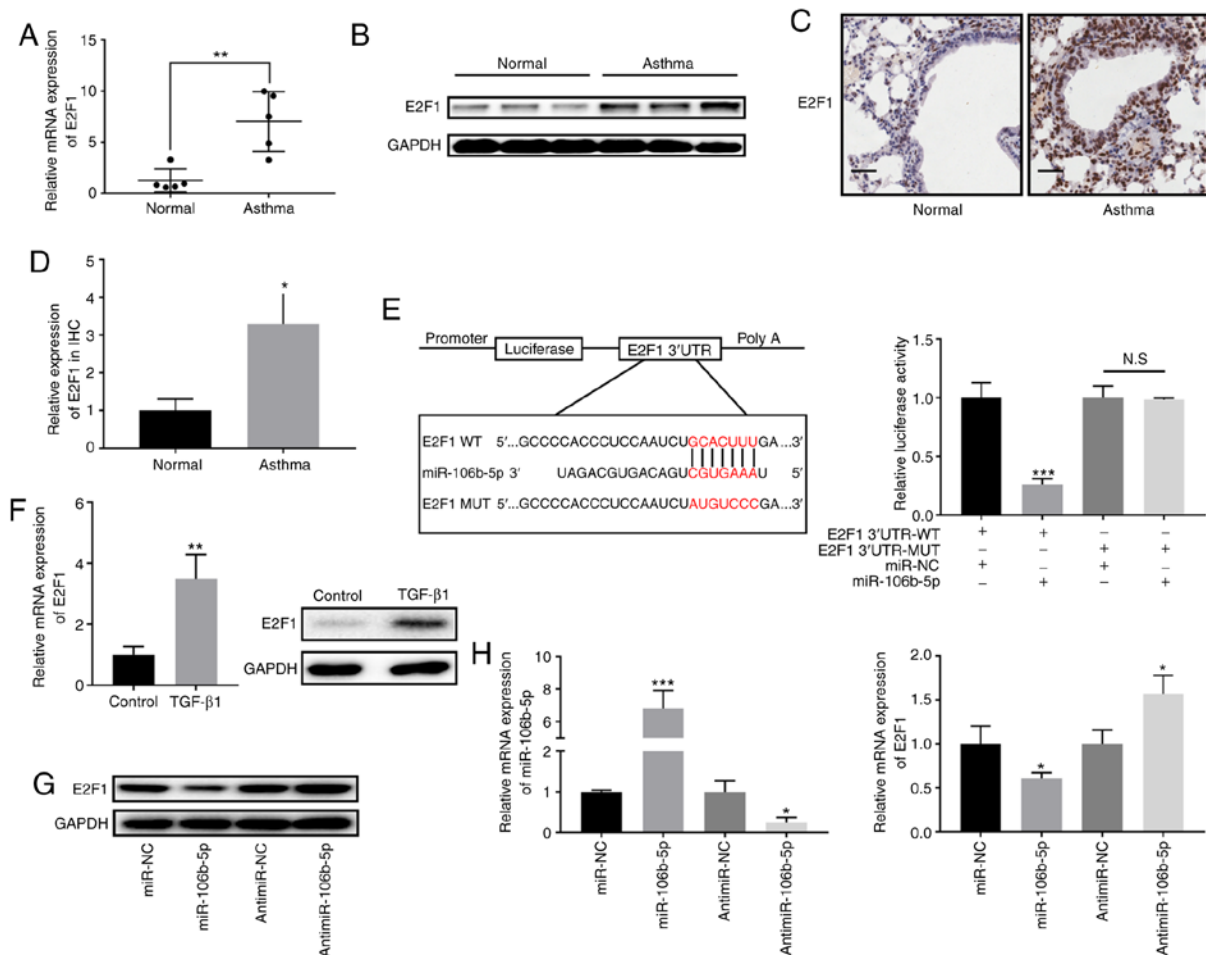 A
Relative mRNA expression
of E2F1
15
10
5
0
**
Normal
Asthma
B
Normal
Asthma
E2F1
GAPDH
C
E2F1
Normal
Asthma
D
Relative expression
of E2F1 in IHC
5
4
3
2
1
0
*
Normal
Asthma
E
Promoter
Luciferase
E2F1 3′UTR
Poly A
E2F1 WT 5′...GCCCCACCCUCCAAUCUGCACUUUGA...3′
miR-106b-5p 3′ UAGACGUGACAGUCGUGAAAU 5′
E2F1 MUT 5′...GCCCCACCCUCCAAUCUAUGUCCCGA...3′
Relative luciferase activity
1.5
1.0
0.5
0.0
***
N.S
E2F1 3′UTR-WT + + − −
E2F1 3′UTR-MUT − − + +
miR-NC + − + −
miR-106b-5p − + − +
F
Relative mRNA expression
of E2F1
6
4
2
0
**
Control
TGF-β1
Control
TGF-β1
E2F1
GAPDH
G
E2F1
GAPDH
miR-NC
miR-106b-5p
AntimiR-NC
AntimiR-106b-5p
H
Relative mRNA expression
of miR-106b-5p
10
8
6
2
1
0
***
*
miR-NC
miR-106b-5p
AntimiR-NC
AntimiR-106b-5p
Relative mRNA expression
of E2F1
2.0
1.5
1.0
0.5
0.0
*
*
miR-NC
miR-106b-5p
AntimiR-NC
AntimiR-106b-5p